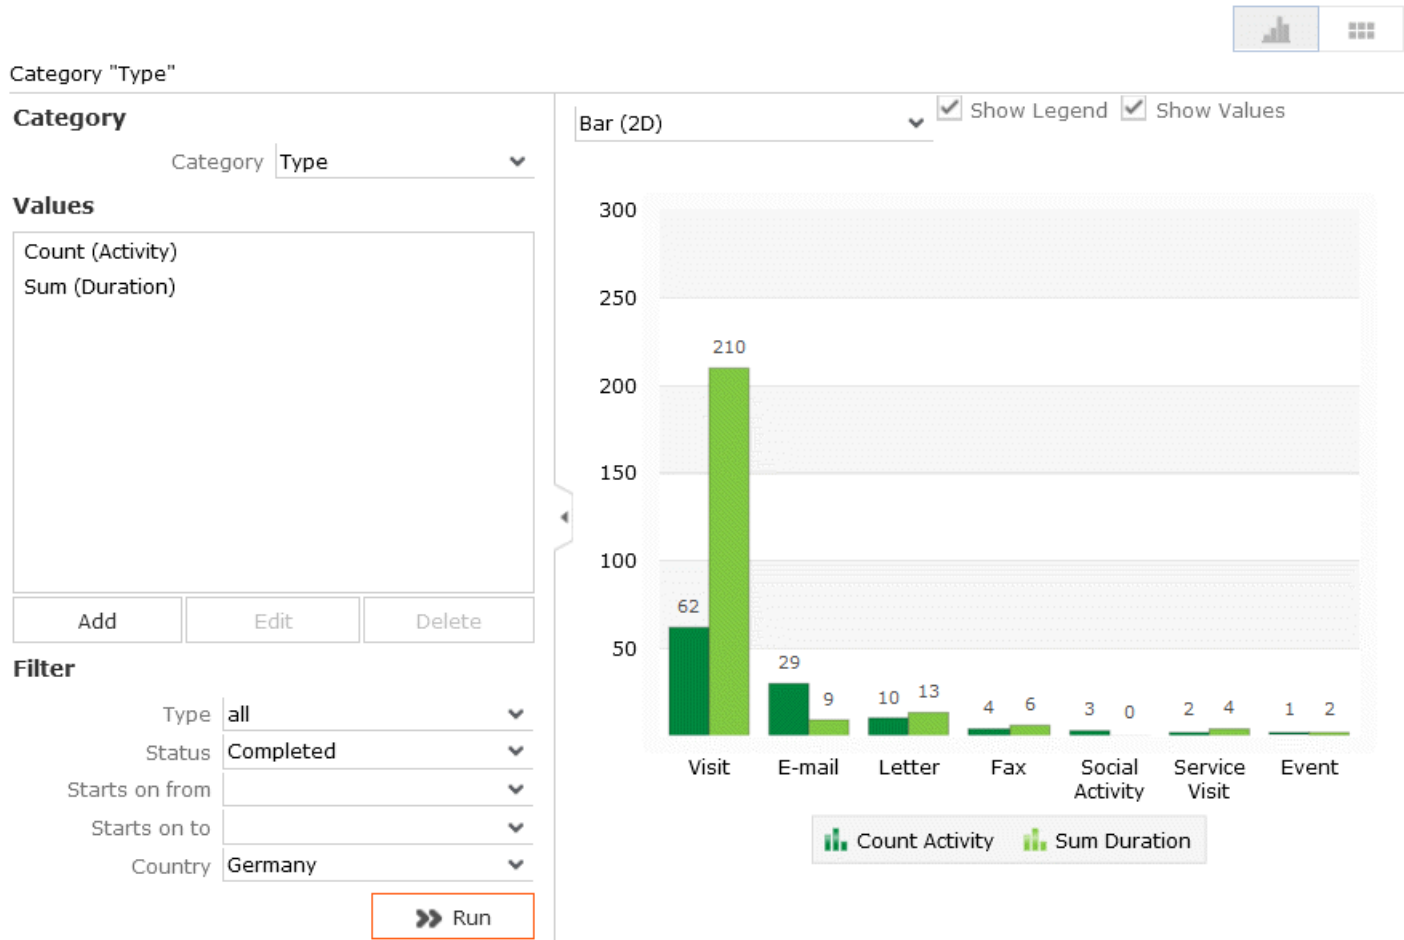 Category "Type"
Category
Category Type
Values
Count (Activity)
Sum (Duration)
Add Edit Delete
Filter
Type all
Status Completed
Starts on from
Starts on to
Country Germany
Run
Bar (2D)
Show Legend Show Values
300
250
210
200
150
100
62
50
29
9
10
13
4
6
3
0
2
4
1
2
Visit E-mail Letter Fax Social Activity Service Visit Event
Count Activity Sum Duration